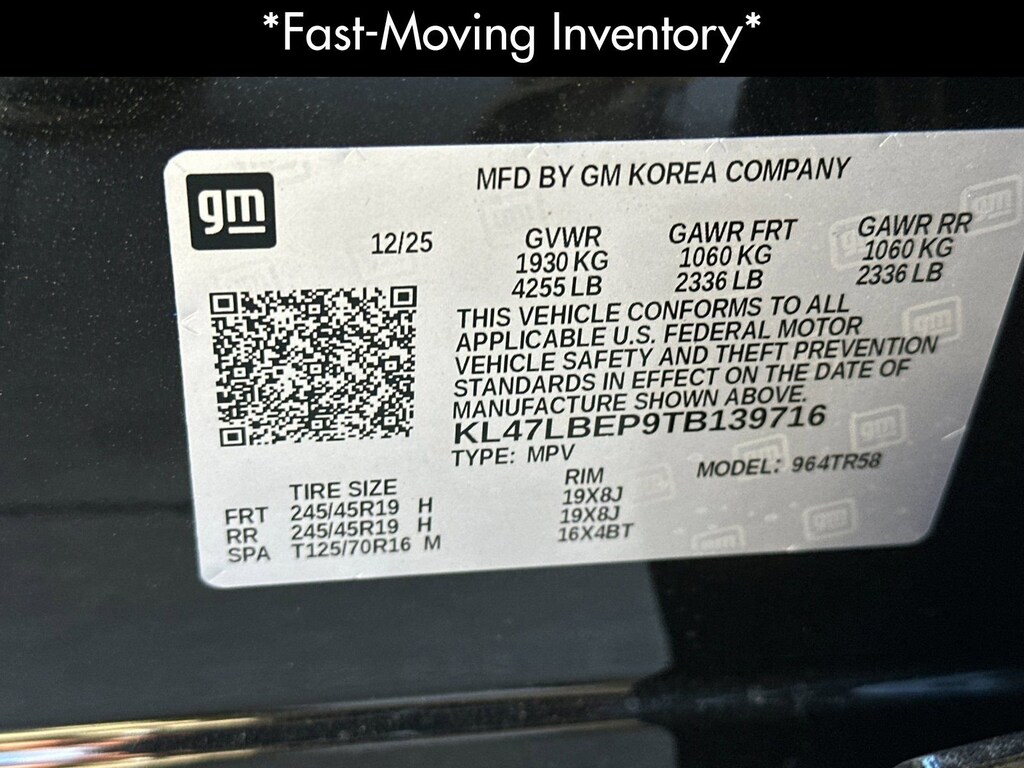 *Fast-Moving Inventory*
gm
MFD BY GM KOREA COMPANY
12/25
GVWR GAWR FRT GAWR RR
1930 KG 1060 KG 1060 KG
4255 LB 2336 LB 2336 LB
THIS VEHICLE CONFORMS TO ALL
APPLICABLE U.S. FEDERAL MOTOR
VEHICLE SAFETY AND THEFT PREVENTION
STANDARDS IN EFFECT ON THE DATE OF
MANUFACTURE SHOWN ABOVE.
KL47LBEP9TB139716
TYPE: MPV MODEL: 964TR58
TIRE SIZE RIM
FRT 245/45R19 H 19X8J
RR 245/45R19 H 19X8J
SPA T125/70R16 M 16X4BT